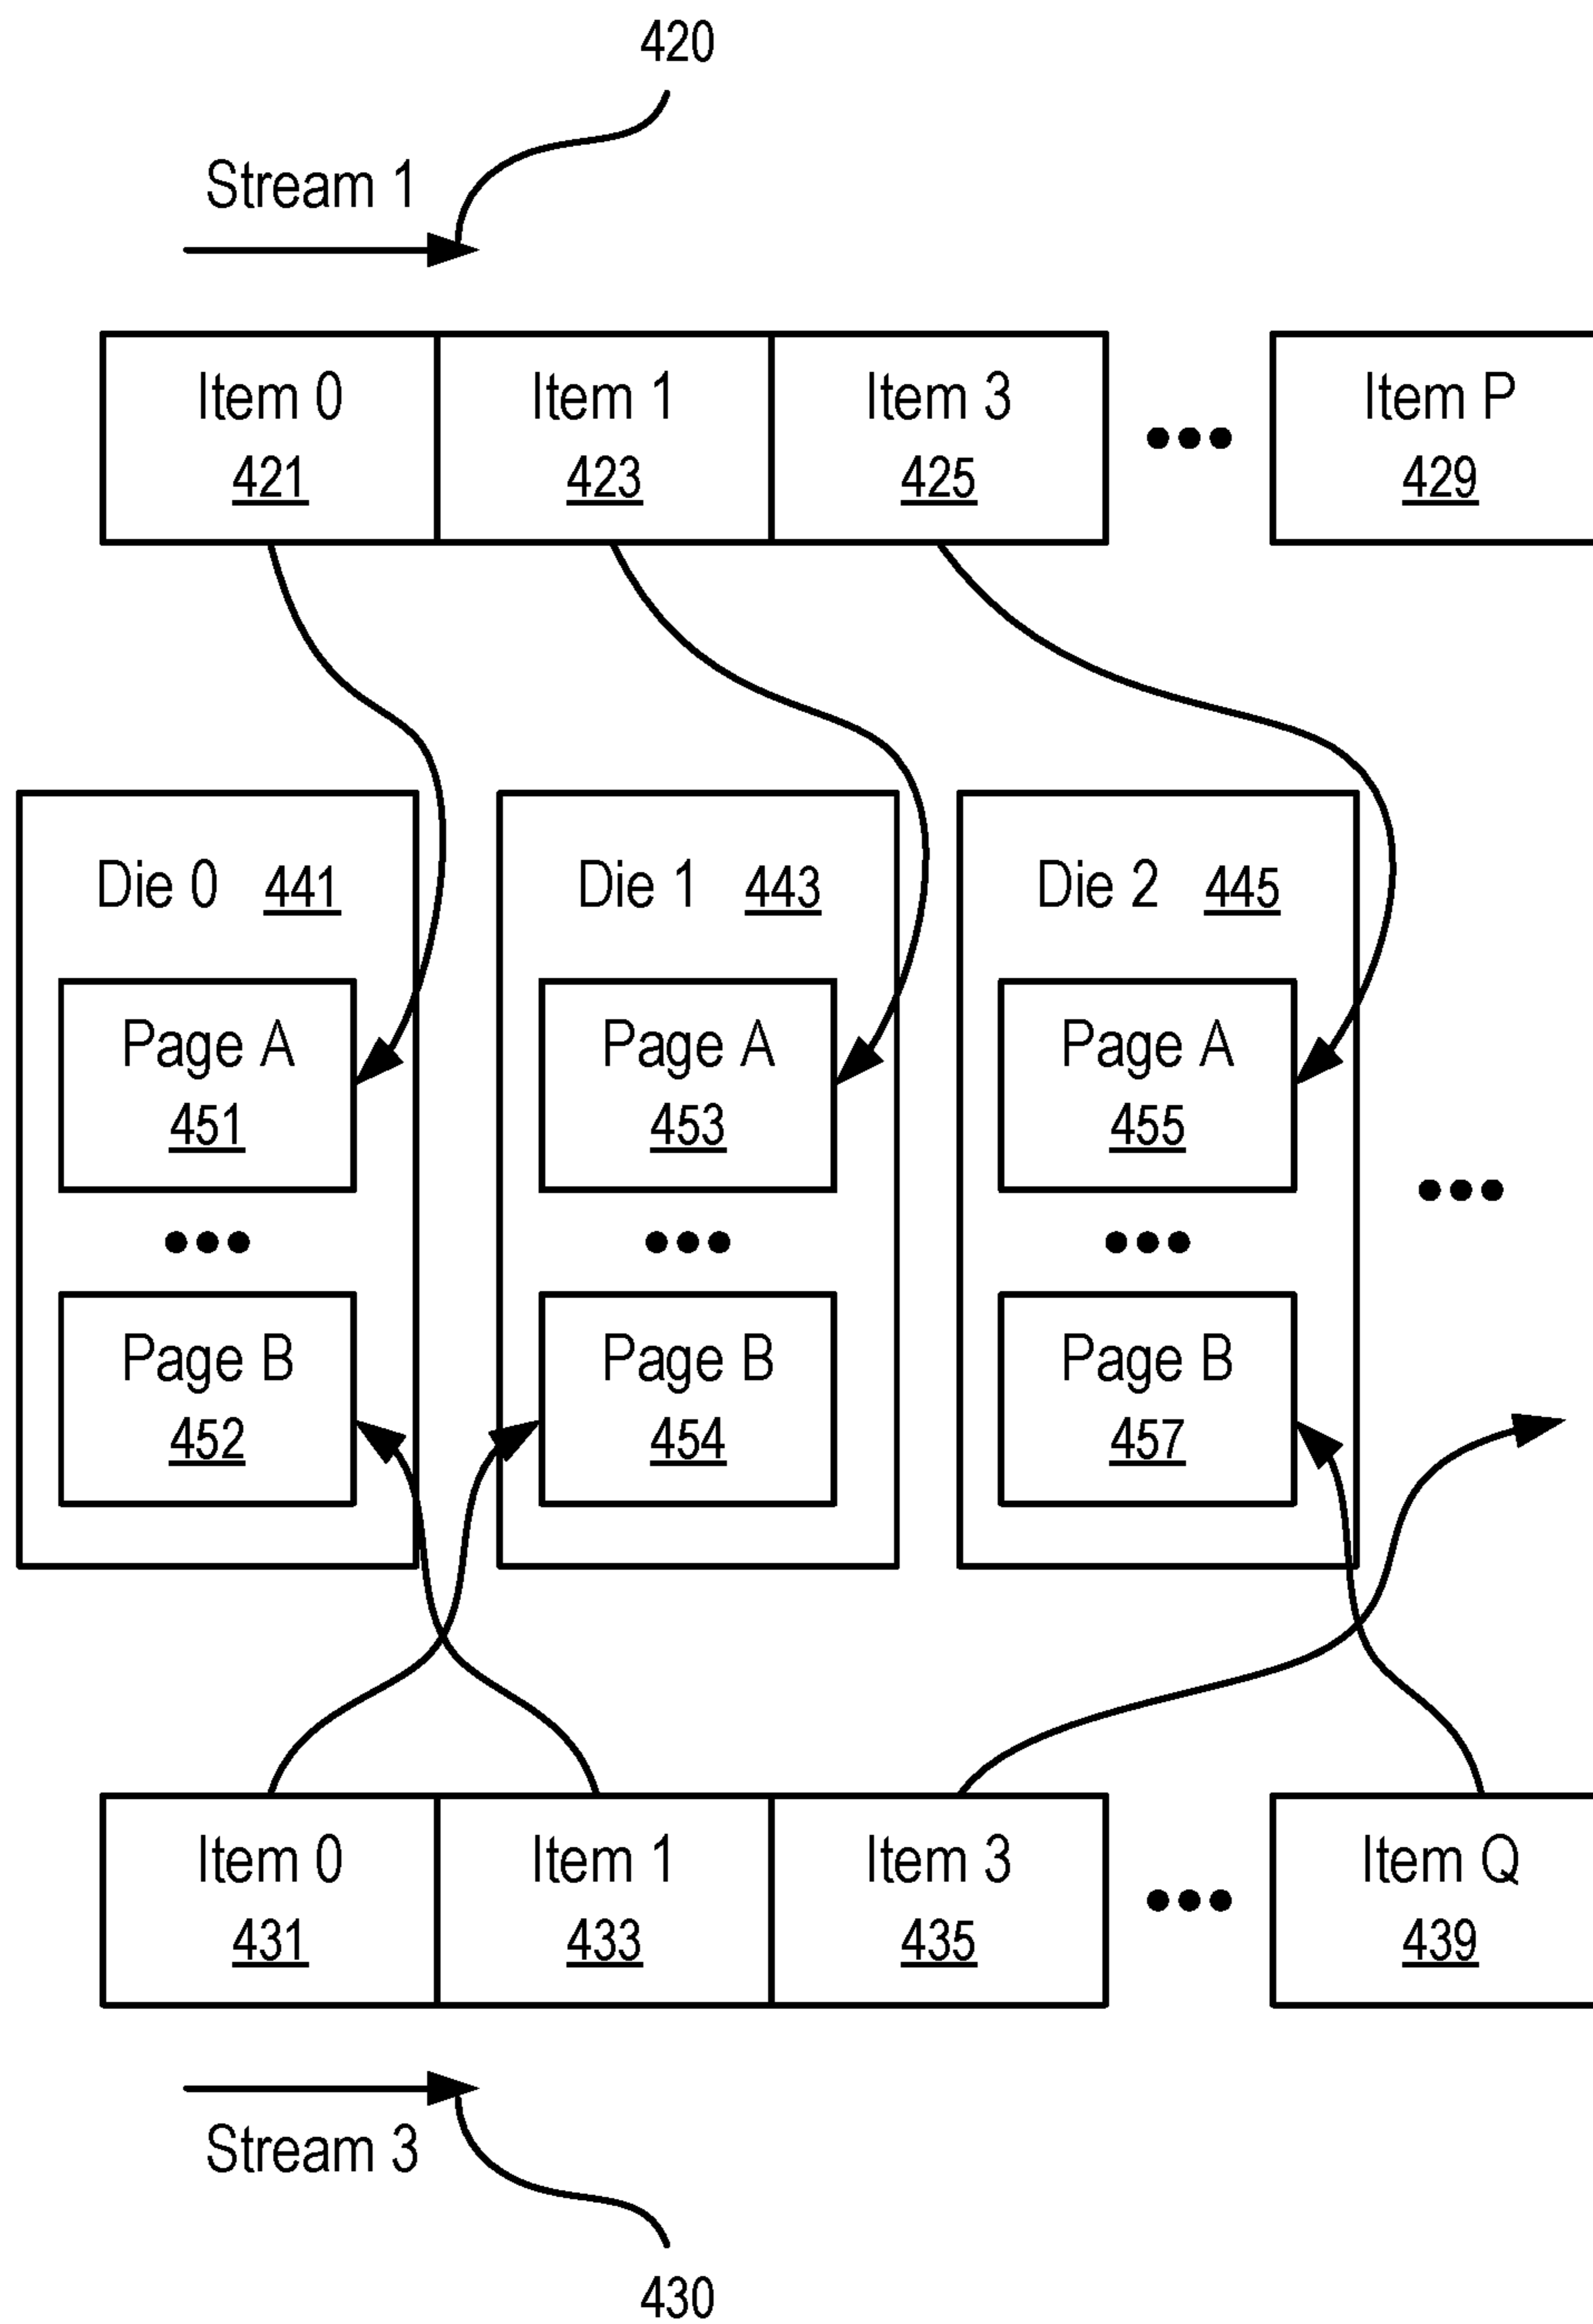 420
Stream 1
Item 0 Item 1 Item 3 ••• Item P
421 423 425 429
Die 0 441 Die 1 443 Die 2 445
Page A Page A Page A
451 453 455
•••
••• ••• •••
Page B Page B Page B
452 454 457
Item 0 Item 1 Item 3 ••• Item Q
431 433 435 439
Stream 3
430